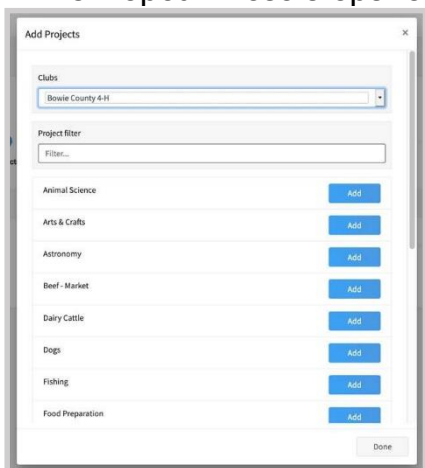 Add Projects ×
Clubs
Bowie County 4-H
Project filter
Filter...
Animal Science Add
Arts & Crafts Add
Astronomy Add
Beef - Market Add
Dairy Cattle Add
Dogs Add
Fishing Add
Food Preparation Add
Done